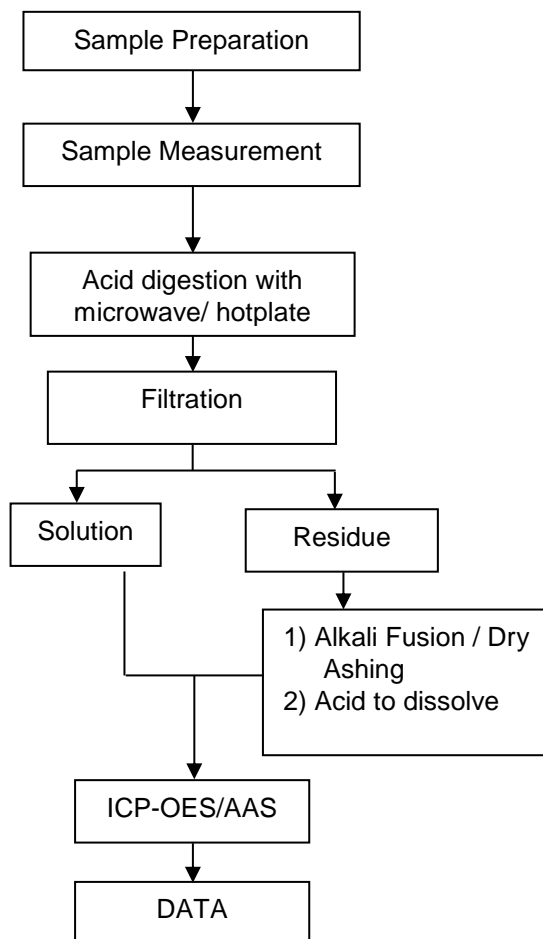 Sample Preparation
Sample Measurement
Acid digestion with
microwave/ hotplate
Filtration
Solution
Residue
1) Alkali Fusion / Dry
Ashing
2) Acid to dissolve
ICP-OES/AAS
DATA